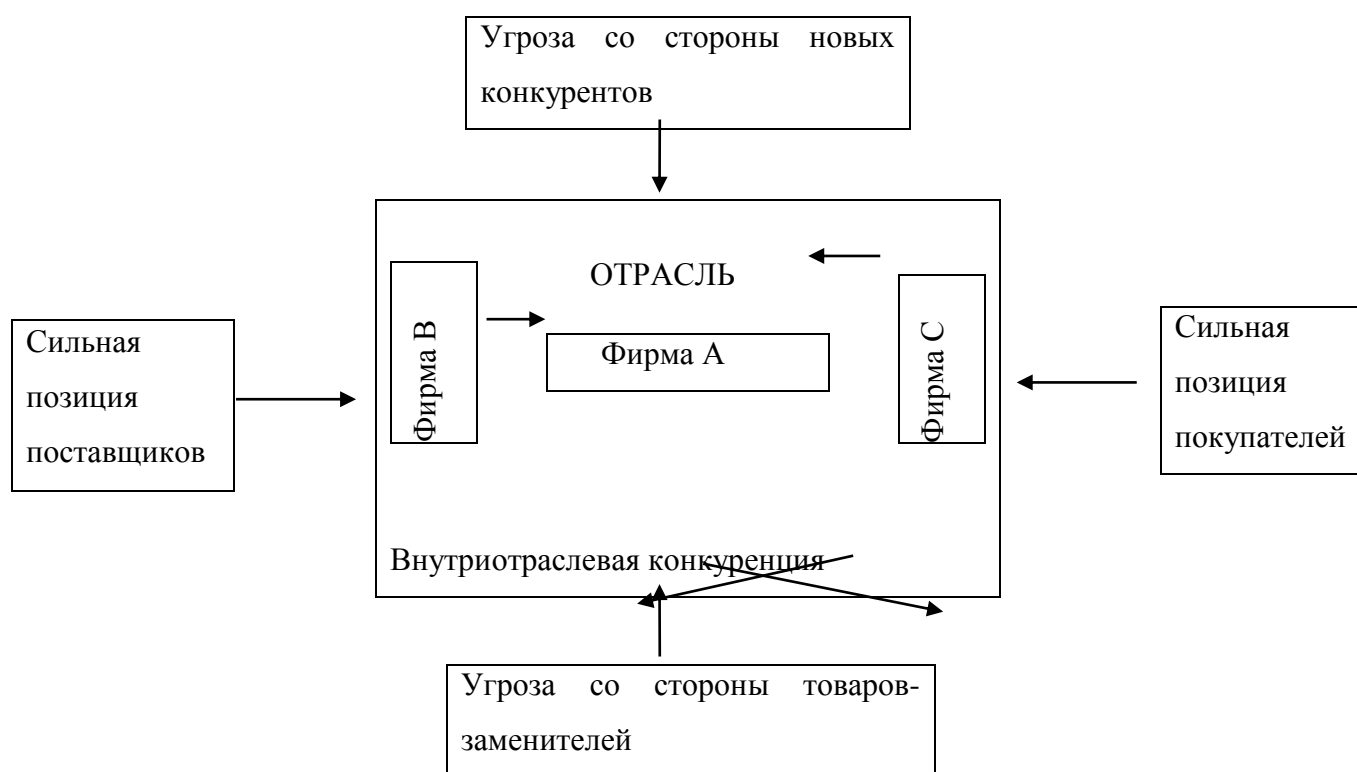 Угроза со стороны новых
конкурентов
ОТРАСЛЬ
Фирма В
Фирма А
Фирма С
Сильная
позиция
поставщиков
Сильная
позиция
покупателей
Внутриотраслевая конкуренция
Угроза со стороны товаров-
заменителей